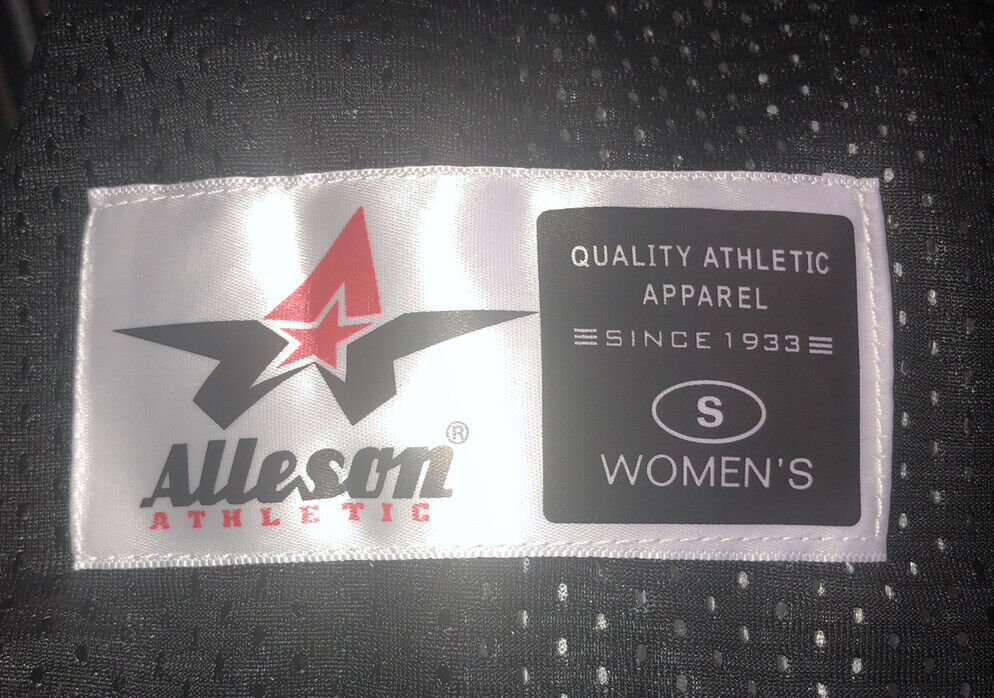 Alleson®
ATHLETIC
QUALITY ATHLETIC
APPAREL
SINCE 1933
S
WOMEN'S